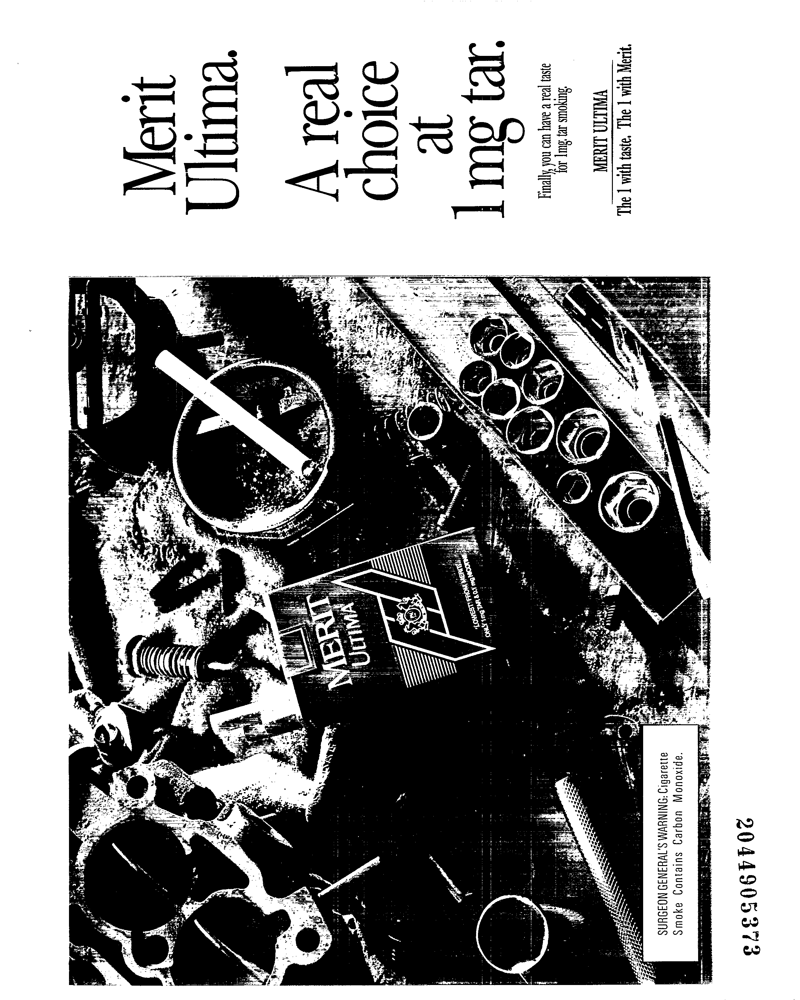 Merit
Ultima.
A real
choice
at
1 mg tar.
Finally, you can have a real taste
for 1mg tar smoking.
MERIT ULTIMA
The 1 with taste. The 1 with Merit.
MERIT
ULTIMA
SURGEON GENERAL'S WARNING: Cigarette
Smoke Contains Carbon Monoxide.
2044905373